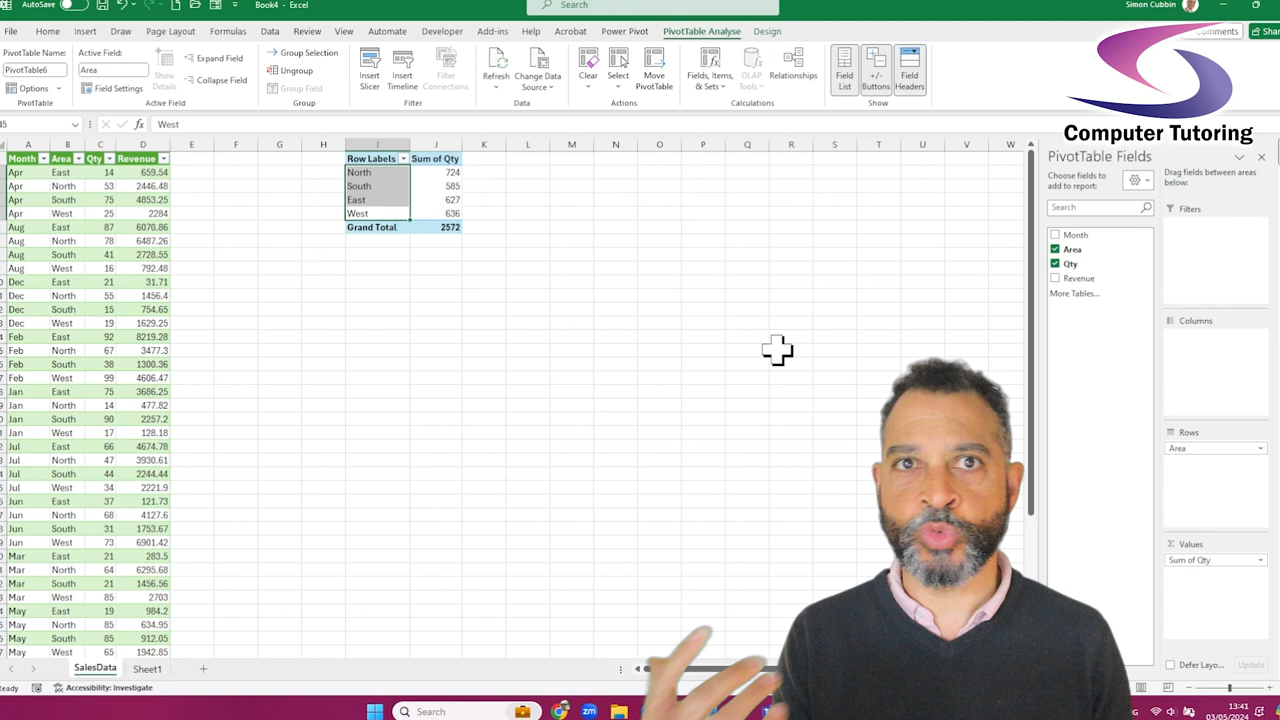 AutoSave Book4 - Excel Search Simon Cubbin
File Home Insert Draw Page Layout Formulas Data Review View Automate Developer Add-ins Help Acrobat Power Pivot PivotTable Analyse Design Comments
PivotTable Name:
PivotTable6
Options
PivotTable
Active Field:
Area
Field Settings
Show
Details
Expand Field
Collapse Field
Active Field
Group Selection
Ungroup
Group Field
Group
Insert
Slicer
Insert
Timeline
Filter
Connections
Filter
Refresh
Change Data
Source
Data
Clear
Select
Move
PivotTable
Actions
Fields, Items,
& Sets
OLAP
Tools
Relationships
Calculations
Field
List
+/-
Buttons
Field
Headers
Show
Computer Tutoring
fx West
A B C D E F G H I J K L M N O P Q R S T U V W
Month Area Qty Revenue
Apr East 14 659.54
Apr North 53 2446.48
Apr South 75 4853.25
Apr West 25 2284
Aug East 87 6070.86
Aug North 78 6487.26
Aug South 41 2728.55
Aug West 16 792.48
Dec East 21 31.71
Dec North 55 1456.4
Dec South 15 754.65
Dec West 19 1629.25
Feb East 92 8219.28
Feb North 67 3477.3
Feb South 38 1300.36
Feb West 99 4606.47
Jan East 75 3686.25
Jan North 14 477.82
Jan South 90 2257.2
Jan West 17 128.18
Jul East 66 4674.78
Jul North 47 3930.61
Jul South 44 2244.44
Jul West 34 2221.9
Jun East 37 121.73
Jun North 68 4127.6
Jun South 31 1753.67
Jun West 73 6901.42
Mar East 21 283.5
Mar North 64 6295.68
Mar South 21 1456.56
Mar West 85 2703
May East 19 984.2
May North 85 634.95
May South 85 912.05
May West 65 1942.85
Row Labels Sum of Qty
North 724
South 585
East 627
West 636
Grand Total 2572
PivotTable Fields
Choose fields to
add to report:
Search
Month
Area
Qty
Revenue
More Tables...
Drag fields between areas
below:
Filters
Columns
Rows
Area
Values
Sum of Qty
Defer Layo... Update
SalesData Sheet1
Accessibility: Investigate
Search
13:41
03/05/2024